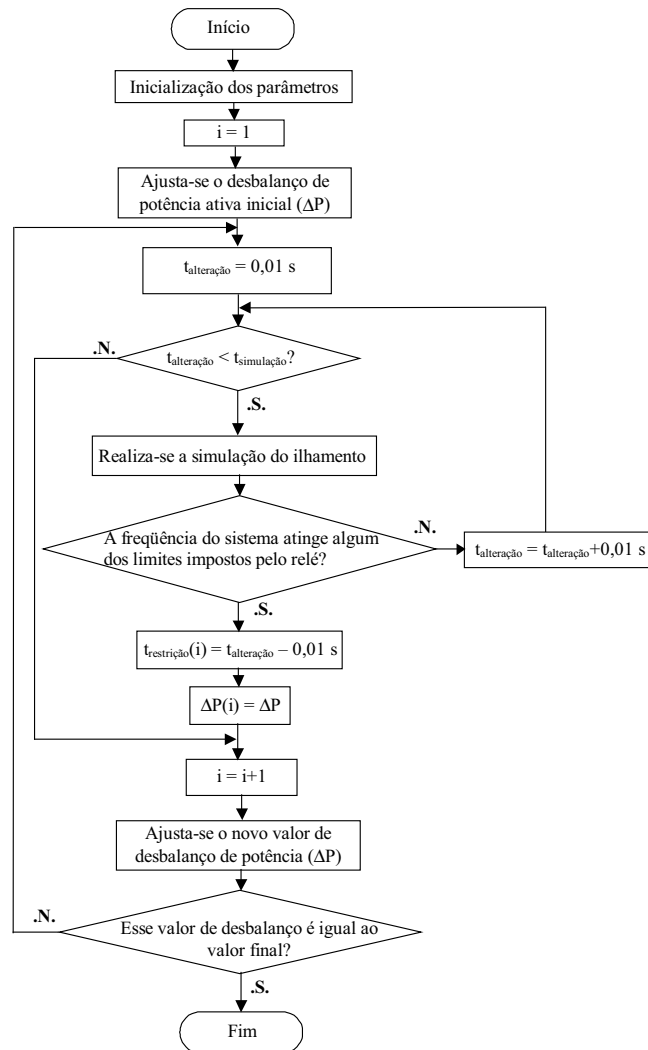 Início
Inicialização dos parâmetros
i = 1
Ajusta-se o desbalanço de
potência ativa inicial (ΔP)
talteração = 0,01 s
.N.
talteração < tsimulação?
.S.
Realiza-se a simulação do ilhamento
A freqüência do sistema atinge algum
dos limites impostos pelo relé?
.N.
talteração = talteração+0,01 s
.S.
trestrição(i) = talteração – 0,01 s
ΔP(i) = ΔP
i = i+1
Ajusta-se o novo valor de
desbalanço de potência (ΔP)
.N.
Esse valor de desbalanço é igual ao
valor final?
.S.
Fim